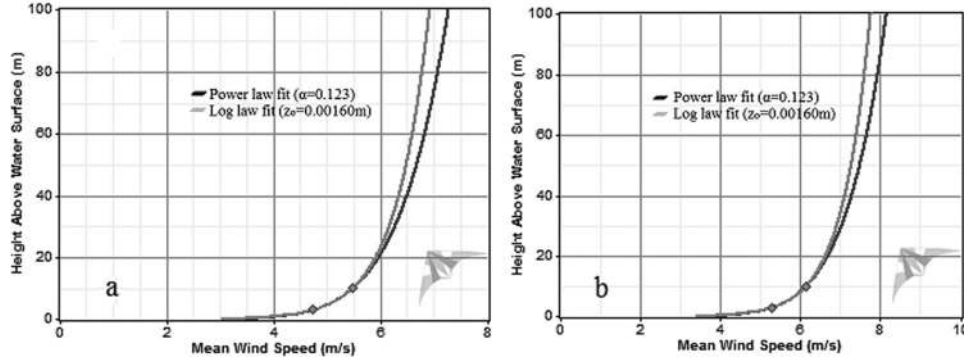 100
80
60
40
20
0
Height Above Water Surface (m)
Power law fit (α=0.123)
Log law fit (z₀=0.00160m)
a
0 2 4 6 8
Mean Wind Speed (m/s)
100
80
60
40
20
0
Height Above Water Surface (m)
Power law fit (α=0.123)
Log law fit (z₀=0.00160m)
b
0 2 4 6 8 10
Mean Wind Speed (m/s)